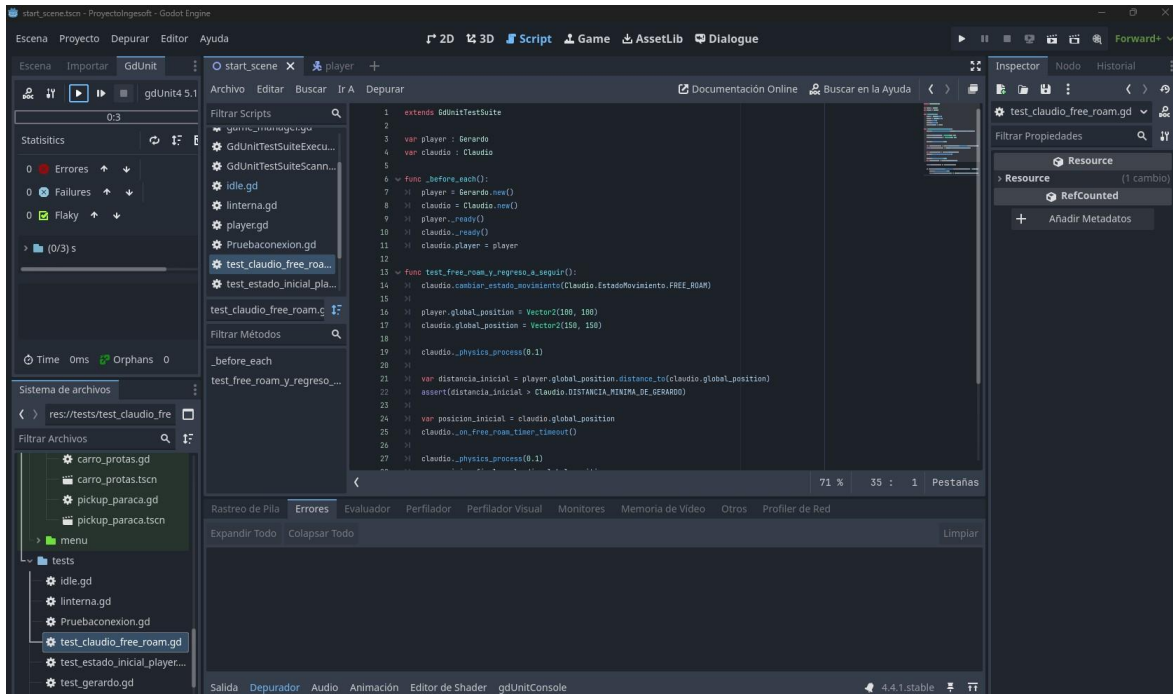 start_scene.tscn - ProyectoIngesoft - Godot Engine
Escena Proyecto Depurar Editor Ayuda
2D 3D Script Game AssetLib Dialogue
Forward+
Escena Importar GdUnit
gdUnit4 5.1
0:3
Statisitics
0 Errores
0 Failures
0 Flaky
(0/3) s
Time 0ms Orphans 0
Sistema de archivos
res://tests/test_claudio_fre
Filtrar Archivos
carro_protas.gd
carro_protas.tscn
pickup_paraca.gd
pickup_paraca.tscn
menu
tests
idle.gd
linterna.gd
Pruebaconexion.gd
test_claudio_free_roam.gd
test_estado_inicial_player....
test_gerardo.gd
start_scene player
Archivo Editar Buscar Ir A Depurar
Documentación Online Buscar en la Ayuda
Filtrar Scripts
game_manager.gd
GdUnitTestSuiteExecu...
GdUnitTestSuiteScann...
idle.gd
linterna.gd
player.gd
Pruebaconexion.gd
test_claudio_free_roa...
test_estado_inicial_pla...
test_claudio_free_roam.g
Filtrar Métodos
_before_each
test_free_roam_y_regreso_...
1 extends GdUnitTestSuite
2
3 var player : Gerardo
4 var claudio : Claudio
5
6 func _before_each():
7 player = Gerardo.new()
8 claudio = Claudio.new()
9 player._ready()
10 claudio._ready()
11 claudio.player = player
12
13 func test_free_roam_y_regreso_a_seguir():
14 claudio.cambiar_estado_movimiento(Claudio.EstadoMovimiento.FREE_ROAM)
15
16 player.global_position = Vector2(100, 100)
17 claudio.global_position = Vector2(150, 150)
18
19 claudio._physics_process(0.1)
20
21 var distancia_inicial = player.global_position.distance_to(claudio.global_position)
22 assert(distancia_inicial > Claudio.DISTANCIA_MINIMA_DE_GERARDO)
23
24 var posicion_inicial = claudio.global_position
25 claudio._on_free_roam_timer_timeout()
26
27 claudio._physics_process(0.1)
71 % 35 : 1 Pestañas
Rastreo de Pila Errores Evaluador Perfilador Perfilador Visual Monitores Memoria de Vídeo Otros Profiler de Red
Expandir Todo Colapsar Todo Limpiar
Salida Depurador Audio Animación Editor de Shader gdUnitConsole
4.4.1.stable
Inspector Nodo Historial
test_claudio_free_roam.gd
Filtrar Propiedades
Resource
Resource (1 cambio)
RefCounted
Añadir Metadatos